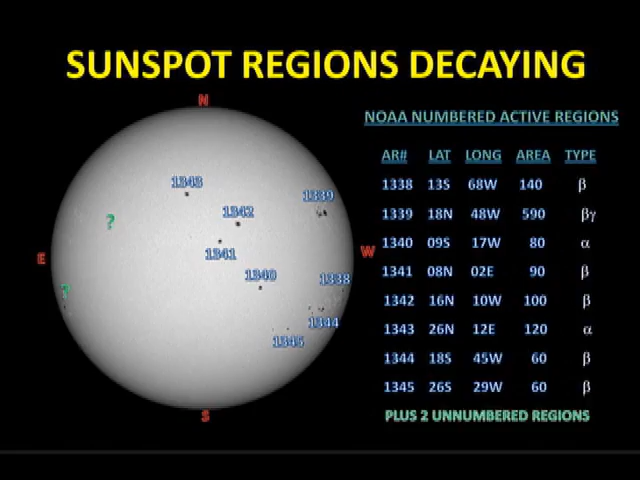 SUNSPOT REGIONS DECAYING
N
1343
1339
?
1342
1341
E
W
1340
1338
?
1344
1345
S
NOAA NUMBERED ACTIVE REGIONS
AR# LAT LONG AREA TYPE
1338 13S 68W 140 β
1339 18N 48W 590 βγ
1340 09S 17W 80 α
1341 08N 02E 90 β
1342 16N 10W 100 β
1343 26N 12E 120 α
1344 18S 45W 60 β
1345 26S 29W 60 β
PLUS 2 UNNUMBERED REGIONS